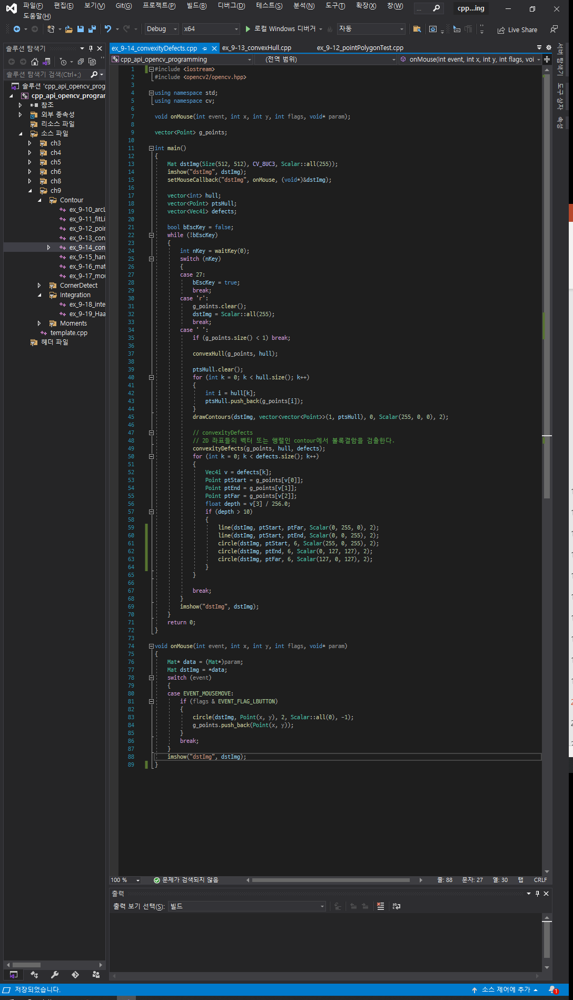 파일(F) 편집(E) 보기(V) Git(G) 프로젝트(P) 빌드(B) 디버그(D) 테스트(S) 분석(N) 도구(T) 확장(X) 창(W) ... cpp...ing
도움말(H)
Debug x64 로컬 Windows 디버거 자동 Live Share
솔루션 탐색기
솔루션 탐색기 검색(Ctrl+;)
솔루션 'cpp_api_opencv_prog
cpp_api_opencv_prograr
참조
외부 종속성
리소스 파일
소스 파일
ch3
ch4
ch5
ch6
ch8
ch9
Contour
ex_9-10_arcL
ex_9-11_fitLi
ex_9-12_poir
ex_9-13_con
ex_9-14_con
ex_9-15_han
ex_9-16_mat
ex_9-17_mou
CornerDetect
Integration
ex_9-18_inte
ex_9-19_Haa
Moments
template.cpp
헤더 파일
ex_9-14_convexityDefects.cpp ex_9-13_convexHull.cpp ex_9-12_pointPolygonTest.cpp
cpp_api_opencv_programming (전역 범위) onMouse(int event, int x, int y, int flags, voi
1 #include <iostream>
2 #include <opencv2/opencv.hpp>
3
4 using namespace std;
5 using namespace cv;
6
7 void onMouse(int event, int x, int y, int flags, void* param);
8
9 vector<Point> g_points;
10
11 int main()
12 {
13 Mat dstImg(Size(512, 512), CV_8UC3, Scalar::all(255));
14 imshow("dstImg", dstImg);
15 setMouseCallback("dstImg", onMouse, (void*)&dstImg);
16
17 vector<int> hull;
18 vector<Point> ptsHull;
19 vector<Vec4i> defects;
20
21 bool bEscKey = false;
22 while (!bEscKey)
23 {
24 int nKey = waitKey(0);
25 switch (nKey)
26 {
27 case 27:
28 bEscKey = true;
29 break;
30 case 'r':
31 g_points.clear();
32 dstImg = Scalar::all(255);
33 break;
34 case ' ':
35 if (g_points.size() < 1) break;
36
37 convexHull(g_points, hull);
38
39 ptsHull.clear();
40 for (int k = 0; k < hull.size(); k++)
41 {
42 int i = hull[k];
43 ptsHull.push_back(g_points[i]);
44 }
45 drawContours(dstImg, vector<vector<Point>>(1, ptsHull), 0, Scalar(255, 0, 0), 2);
46
47 // convexityDefects
48 // 2D 좌표들의 벡터 또는 행렬인 contour에서 볼록결함을 검출한다.
49 convexityDefects(g_points, hull, defects);
50 for (int k = 0; k < defects.size(); k++)
51 {
52 Vec4i v = defects[k];
53 Point ptStart = g_points[v[0]];
54 Point ptEnd = g_points[v[1]];
55 Point ptFar = g_points[v[2]];
56 float depth = v[3] / 256.0;
57 if (depth > 10)
58 {
59 line(dstImg, ptStart, ptFar, Scalar(0, 255, 0), 2);
60 line(dstImg, ptStart, ptEnd, Scalar(0, 0, 255), 2);
61 circle(dstImg, ptStart, 6, Scalar(255, 0, 255), 2);
62 circle(dstImg, ptEnd, 6, Scalar(0, 127, 127), 2);
63 circle(dstImg, ptFar, 6, Scalar(127, 0, 127), 2);
64 }
65 }
66
67 break;
68 }
69 imshow("dstImg", dstImg);
70 }
71 return 0;
72 }
73
74 void onMouse(int event, int x, int y, int flags, void* param)
75 {
76 Mat* data = (Mat*)param;
77 Mat dstImg = *data;
78 switch (event)
79 {
80 case EVENT_MOUSEMOVE:
81 if (flags & EVENT_FLAG_LBUTTON)
82 {
83 circle(dstImg, Point(x, y), 2, Scalar::all(0), -1);
84 g_points.push_back(Point(x, y));
85 }
86 break;
87 }
88 imshow("dstImg", dstImg);
89 }
100 % 문제가 검색되지 않음 줄: 88 문자: 27 열: 30 탭 CRLF
출력
출력 보기 선택(S): 빌드
서버 탐색기
도구 상자
속성
저장되었습니다. 소스 제어에 추가 1